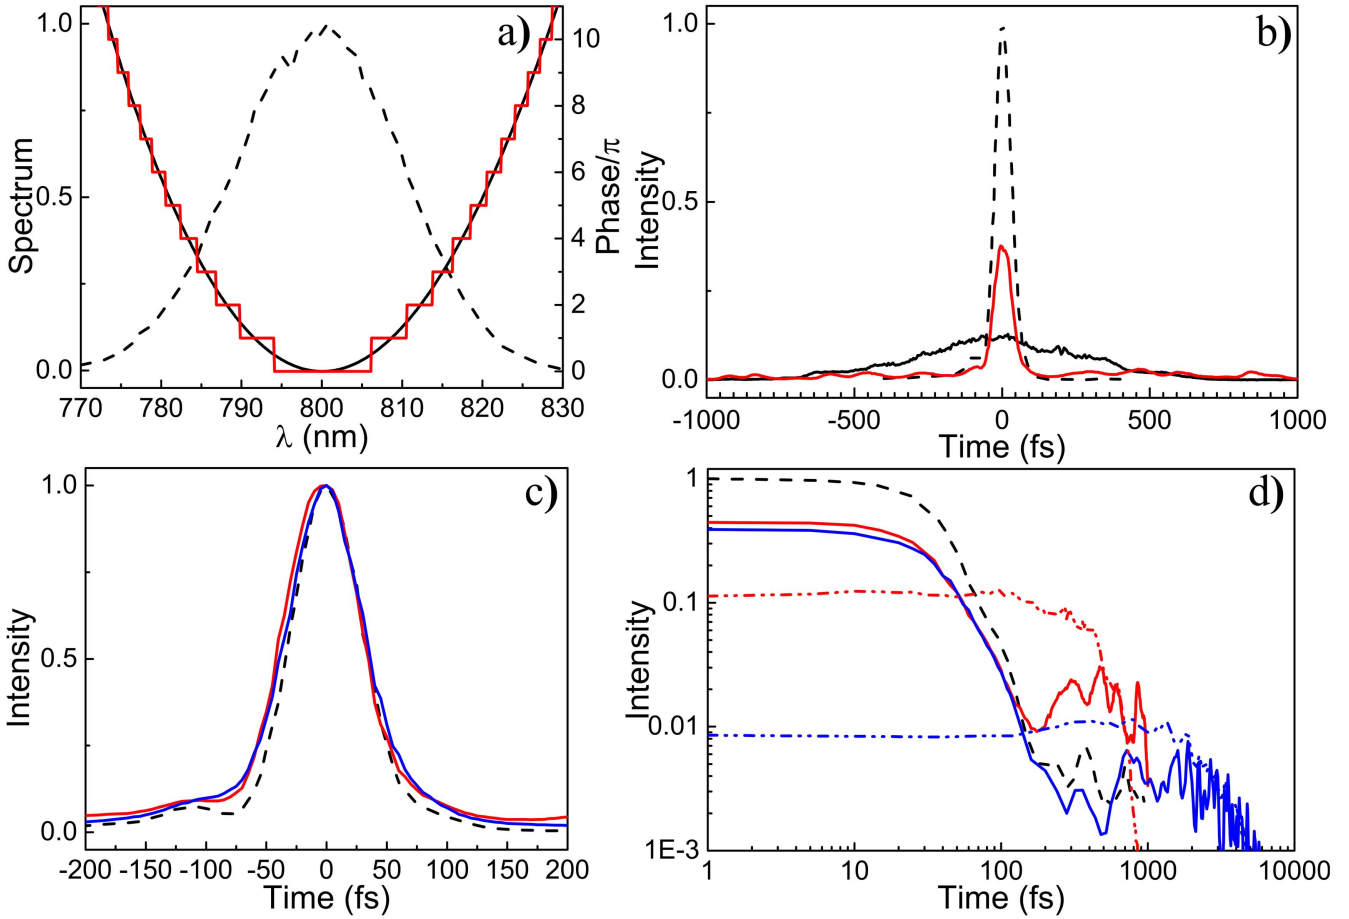 a)
1.0
0.5
0.0
Spectrum
10
8
6
4
2
0
Phase/π
770 780 790 800 810 820 830
λ (nm)
b)
1.0
0.5
0.0
Intensity
-1000 -500 0 500 1000
Time (fs)
c)
1.0
0.5
0.0
Intensity
-200 -150 -100 -50 0 50 100 150 200
Time (fs)
d)
1
0.1
0.01
1E-3
Intensity
1 10 100 1000 10000
Time (fs)